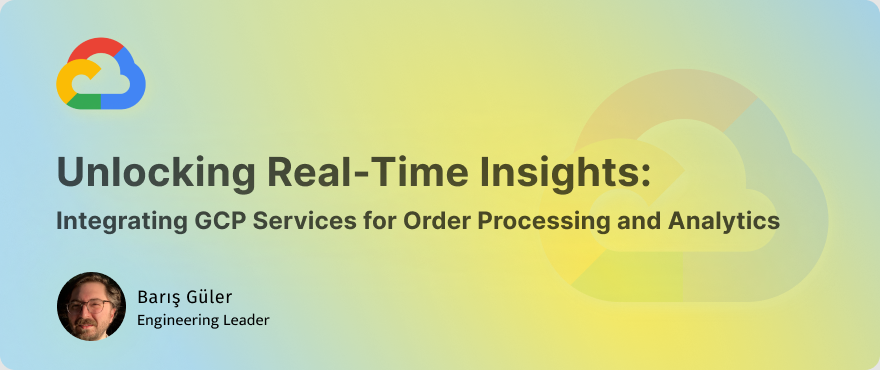 Unlocking Real-Time Insights:
Integrating GCP Services for Order Processing and Analytics
Barış Güler
Engineering Leader